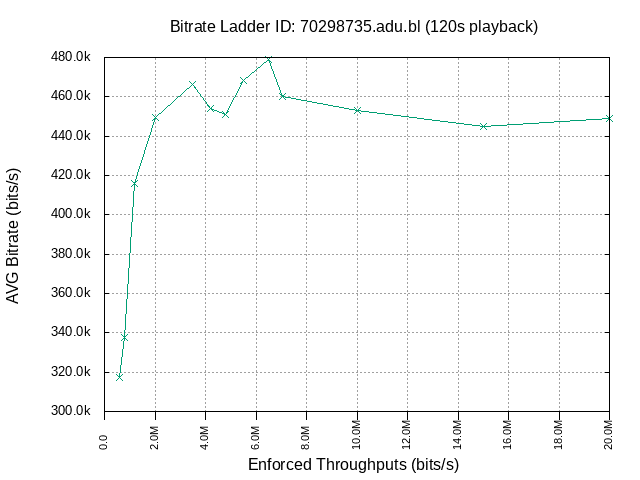 Bitrate Ladder ID: 70298735.adu.bl (120s playback)
480.0k
460.0k
440.0k
420.0k
400.0k
380.0k
360.0k
340.0k
320.0k
300.0k
AVG Bitrate (bits/s)
0.0
2.0M
4.0M
6.0M
8.0M
10.0M
12.0M
14.0M
16.0M
18.0M
20.0M
Enforced Throughputs (bits/s)